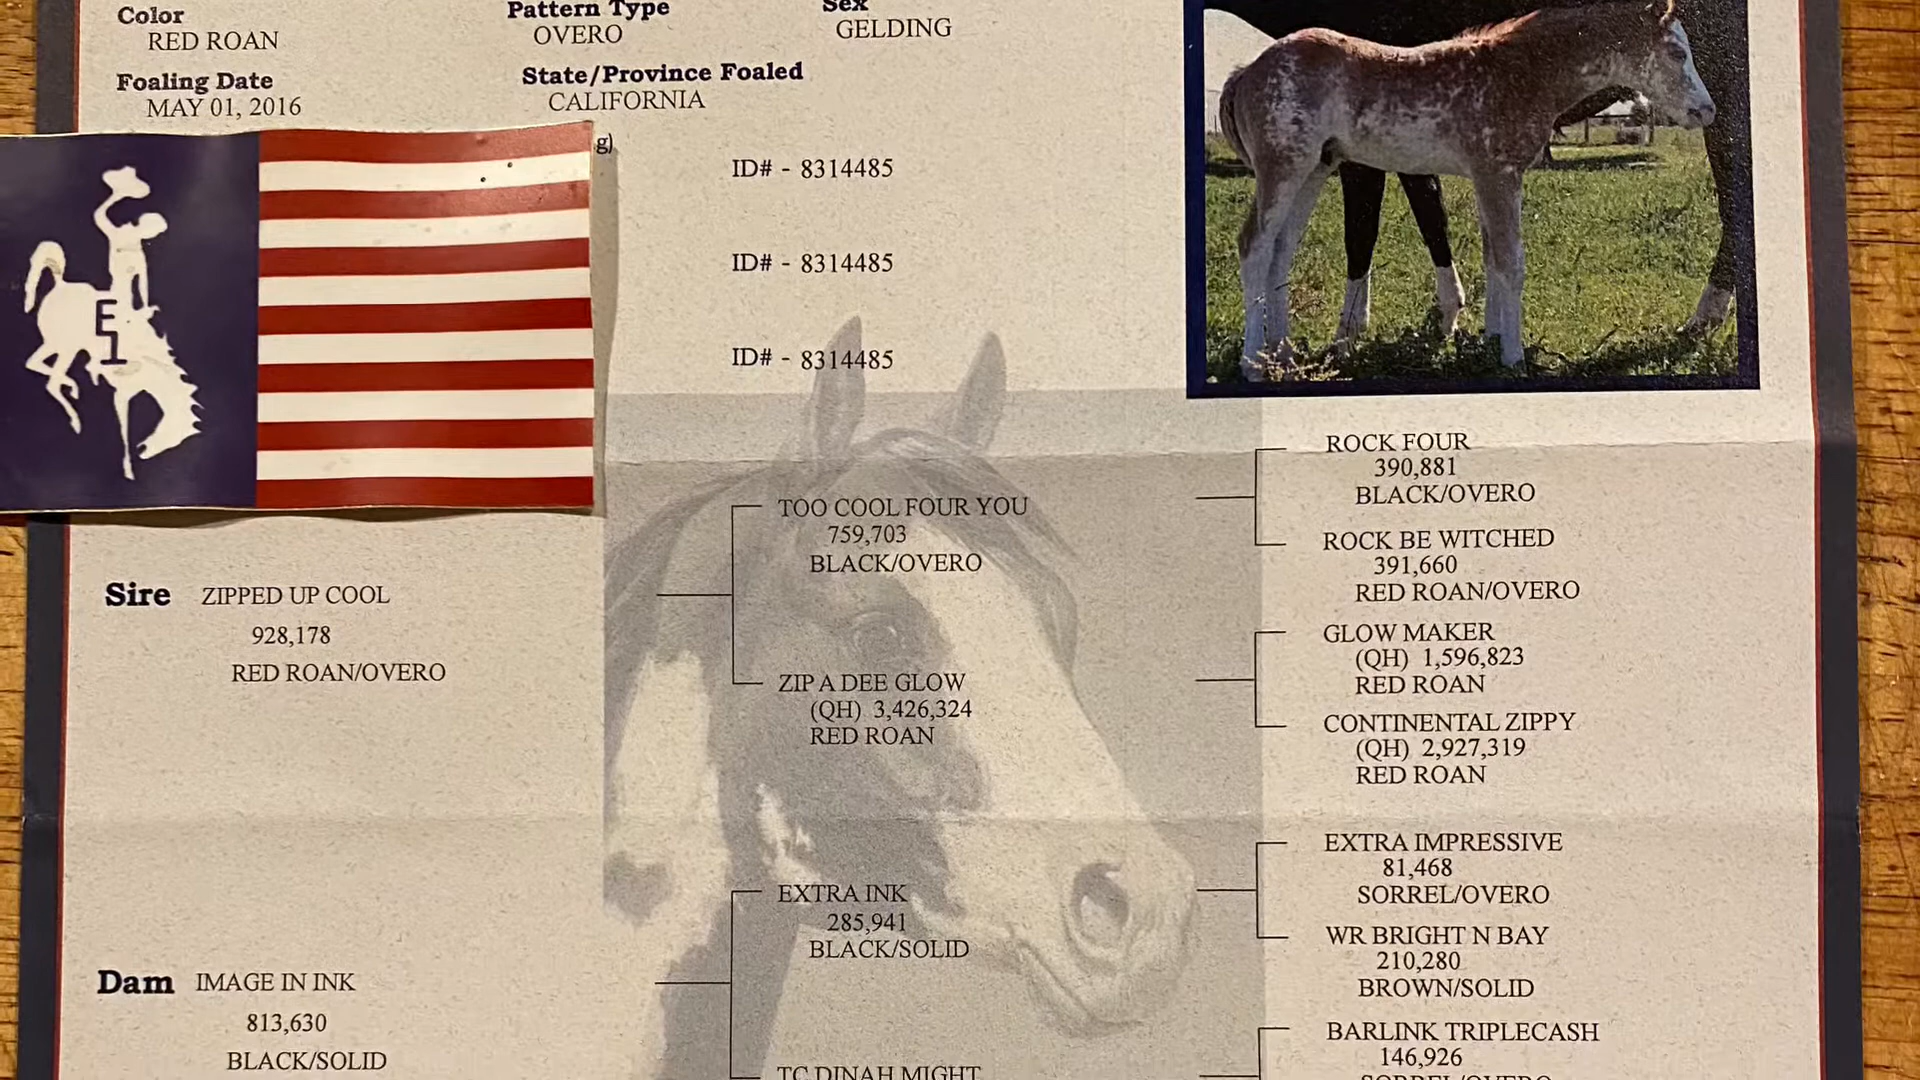 Color
RED ROAN
Pattern Type
OVERO
Sex
GELDING
Foaling Date
MAY 01, 2016
State/Province Foaled
CALIFORNIA
g)
ID# - 8314485
ID# - 8314485
ID# - 8314485
E
1
Sire ZIPPED UP COOL
928,178
RED ROAN/OVERO
TOO COOL FOUR YOU
759,703
BLACK/OVERO
ZIP A DEE GLOW
(QH) 3,426,324
RED ROAN
ROCK FOUR
390,881
BLACK/OVERO
ROCK BE WITCHED
391,660
RED ROAN/OVERO
GLOW MAKER
(QH) 1,596,823
RED ROAN
CONTINENTAL ZIPPY
(QH) 2,927,319
RED ROAN
Dam IMAGE IN INK
813,630
BLACK/SOLID
EXTRA INK
285,941
BLACK/SOLID
TC DINAH MIGHT
EXTRA IMPRESSIVE
81,468
SORREL/OVERO
WR BRIGHT N BAY
210,280
BROWN/SOLID
BARLINK TRIPLECASH
146,926
SORREL/OVERO